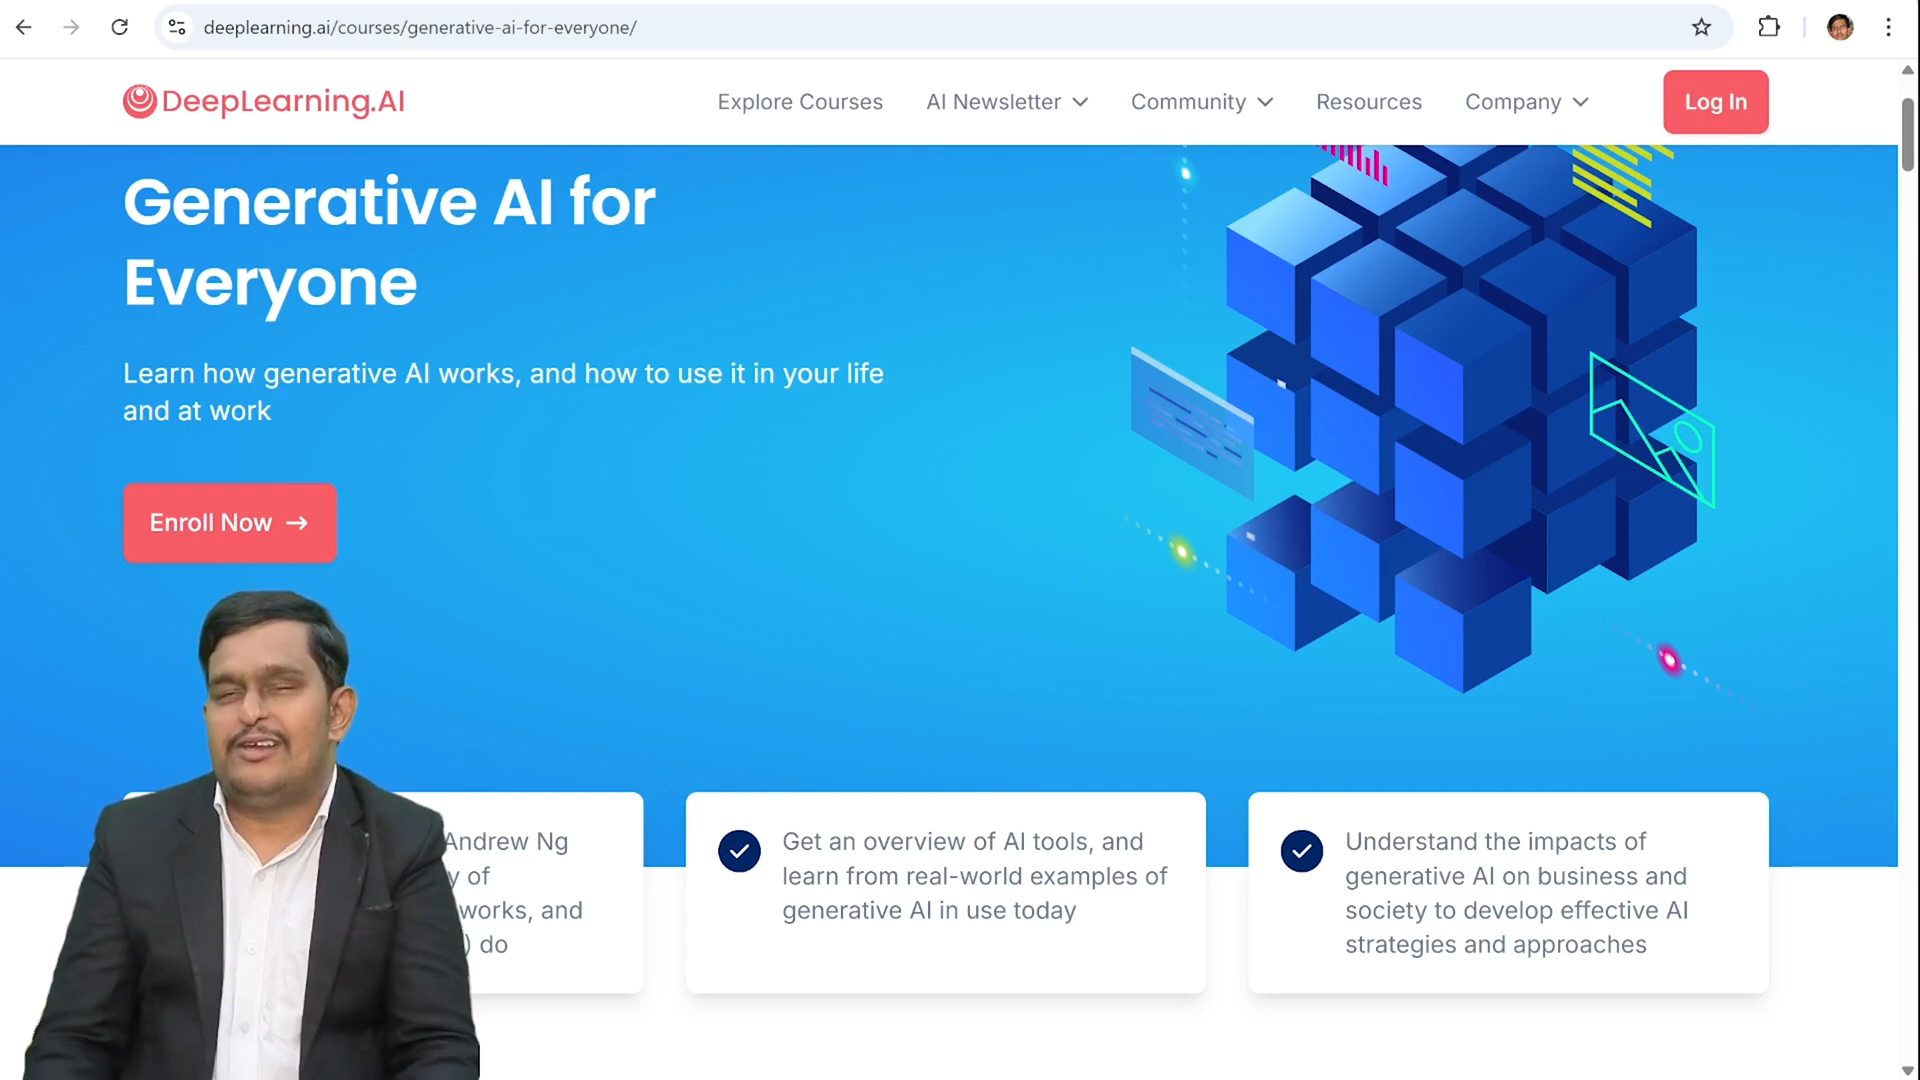 deeplearning.ai/courses/generative-ai-for-everyone/
DeepLearning.AI
Explore Courses
AI Newsletter
Community
Resources
Company
Log In
Generative AI for
Everyone
Learn how generative AI works, and how to use it in your life
and at work
Enroll Now →
Andrew Ng
of
works, and
) do
Get an overview of AI tools, and
learn from real-world examples of
generative AI in use today
Understand the impacts of
generative AI on business and
society to develop effective AI
strategies and approaches